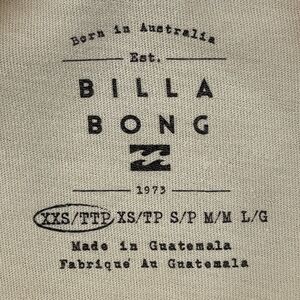 Born in Australia
Est.
BILLA
BONG
1973
XXS/TTP XS/TP S/P M/M L/G
Made in Guatemala
Fabriqué Au Guatemala